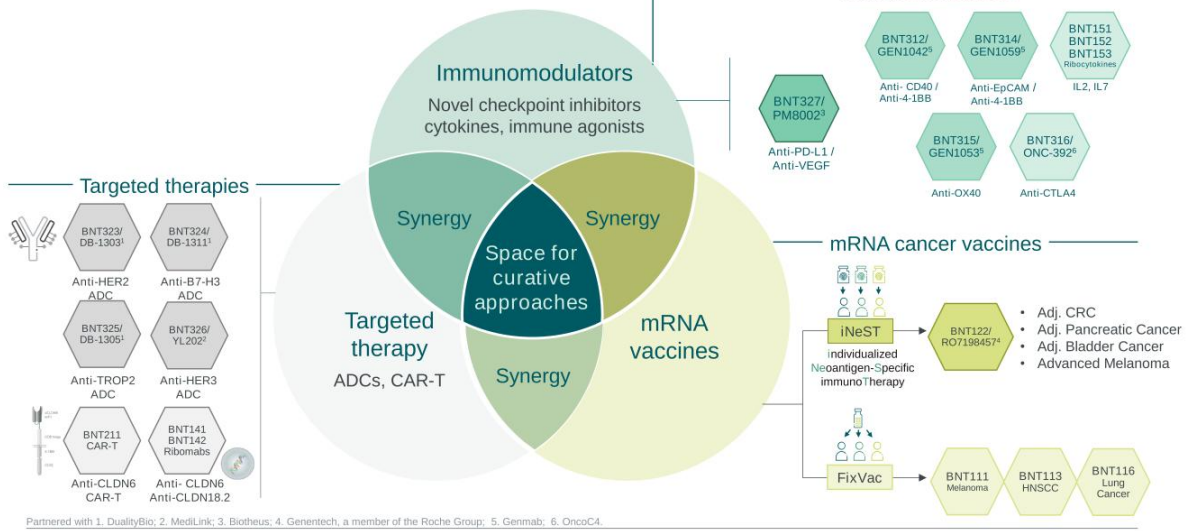 Immunomodulators
Novel checkpoint inhibitors
cytokines, immune agonists
BNT327/
PM8002³
Anti-PD-L1 /
Anti-VEGF
BNT312/
GEN1042⁵
Anti- CD40 /
Anti-4-1BB
BNT314/
GEN1059⁵
Anti-EpCAM /
Anti-4-1BB
BNT151
BNT152
BNT153
Ribocytokines
IL2, IL7
BNT315/
GEN1053⁵
Anti-OX40
BNT316/
ONC-392⁶
Anti-CTLA4
Targeted therapies
BNT323/
DB-1303¹
Anti-HER2
ADC
BNT324/
DB-1311¹
Anti-B7-H3
ADC
BNT325/
DB-1305¹
Anti-TROP2
ADC
BNT326/
YL202²
Anti-HER3
ADC
BNT211
CAR-T
Anti-CLDN6
CAR-T
BNT141
BNT142
Ribomabs
Anti- CLDN6
Anti-CLDN18.2
Synergy
Synergy
Space for
curative
approaches
Targeted
therapy
ADCs, CAR-T
mRNA
vaccines
Synergy
mRNA cancer vaccines
iNeST
individualized
Neoantigen-Specific
immunoTherapy
BNT122/
RO7198457⁴
• Adj. CRC
• Adj. Pancreatic Cancer
• Adj. Bladder Cancer
• Advanced Melanoma
FixVac
BNT111
Melanoma
BNT113
HNSCC
BNT116
Lung
Cancer
Partnered with 1. DualityBio; 2. MediLink; 3. Biotheus; 4. Genentech, a member of the Roche Group; 5. Genmab; 6. OncoC4.